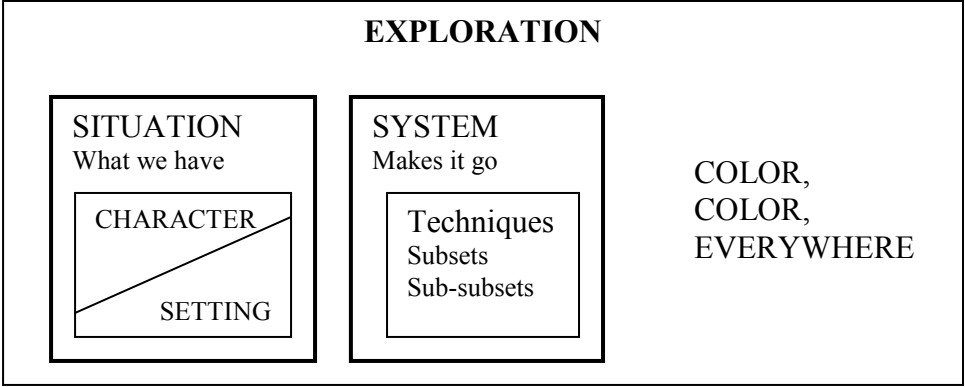 EXPLORATION
SITUATION
What we have
CHARACTER
SETTING
SYSTEM
Makes it go
Techniques
Subsets
Sub-subsets
COLOR,
COLOR,
EVERYWHERE